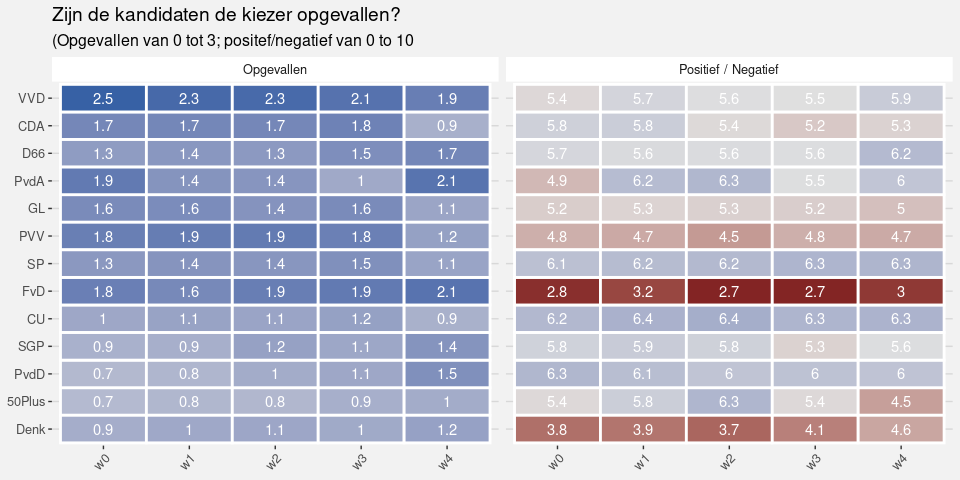 Zijn de kandidaten de kiezer opgevallen?
(Opgevallen van 0 tot 3; positef/negatief van 0 to 10
Opgevallen Positief / Negatief
VVD 2.5 2.3 2.3 2.1 1.9 5.4 5.7 5.6 5.5 5.9
CDA 1.7 1.7 1.7 1.8 0.9 5.8 5.8 5.4 5.2 5.3
D66 1.3 1.4 1.3 1.5 1.7 5.7 5.6 5.6 5.6 6.2
PvdA 1.9 1.4 1.4 1 2.1 4.9 6.2 6.3 5.5 6
GL 1.6 1.6 1.4 1.6 1.1 5.2 5.3 5.3 5.2 5
PVV 1.8 1.9 1.9 1.8 1.2 4.8 4.7 4.5 4.8 4.7
SP 1.3 1.4 1.4 1.5 1.1 6.1 6.2 6.2 6.3 6.3
FvD 1.8 1.6 1.9 1.9 2.1 2.8 3.2 2.7 2.7 3
CU 1 1.1 1.1 1.2 0.9 6.2 6.4 6.4 6.3 6.3
SGP 0.9 0.9 1.2 1.1 1.4 5.8 5.9 5.8 5.3 5.6
PvdD 0.7 0.8 1 1.1 1.5 6.3 6.1 6 6 6
50Plus 0.7 0.8 0.8 0.9 1 5.4 5.8 6.3 5.4 4.5
Denk 0.9 1 1.1 1 1.2 3.8 3.9 3.7 4.1 4.6
w0 w1 w2 w3 w4 w0 w1 w2 w3 w4